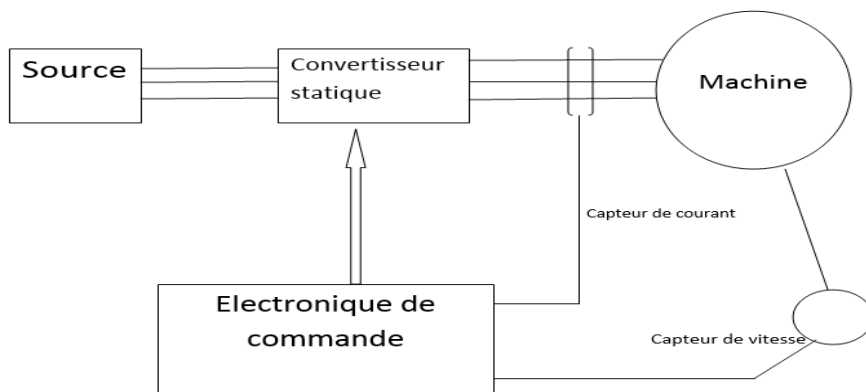 Source
Convertisseur
statique
Machine
Capteur de courant
Electronique de
commande
Capteur de vitesse